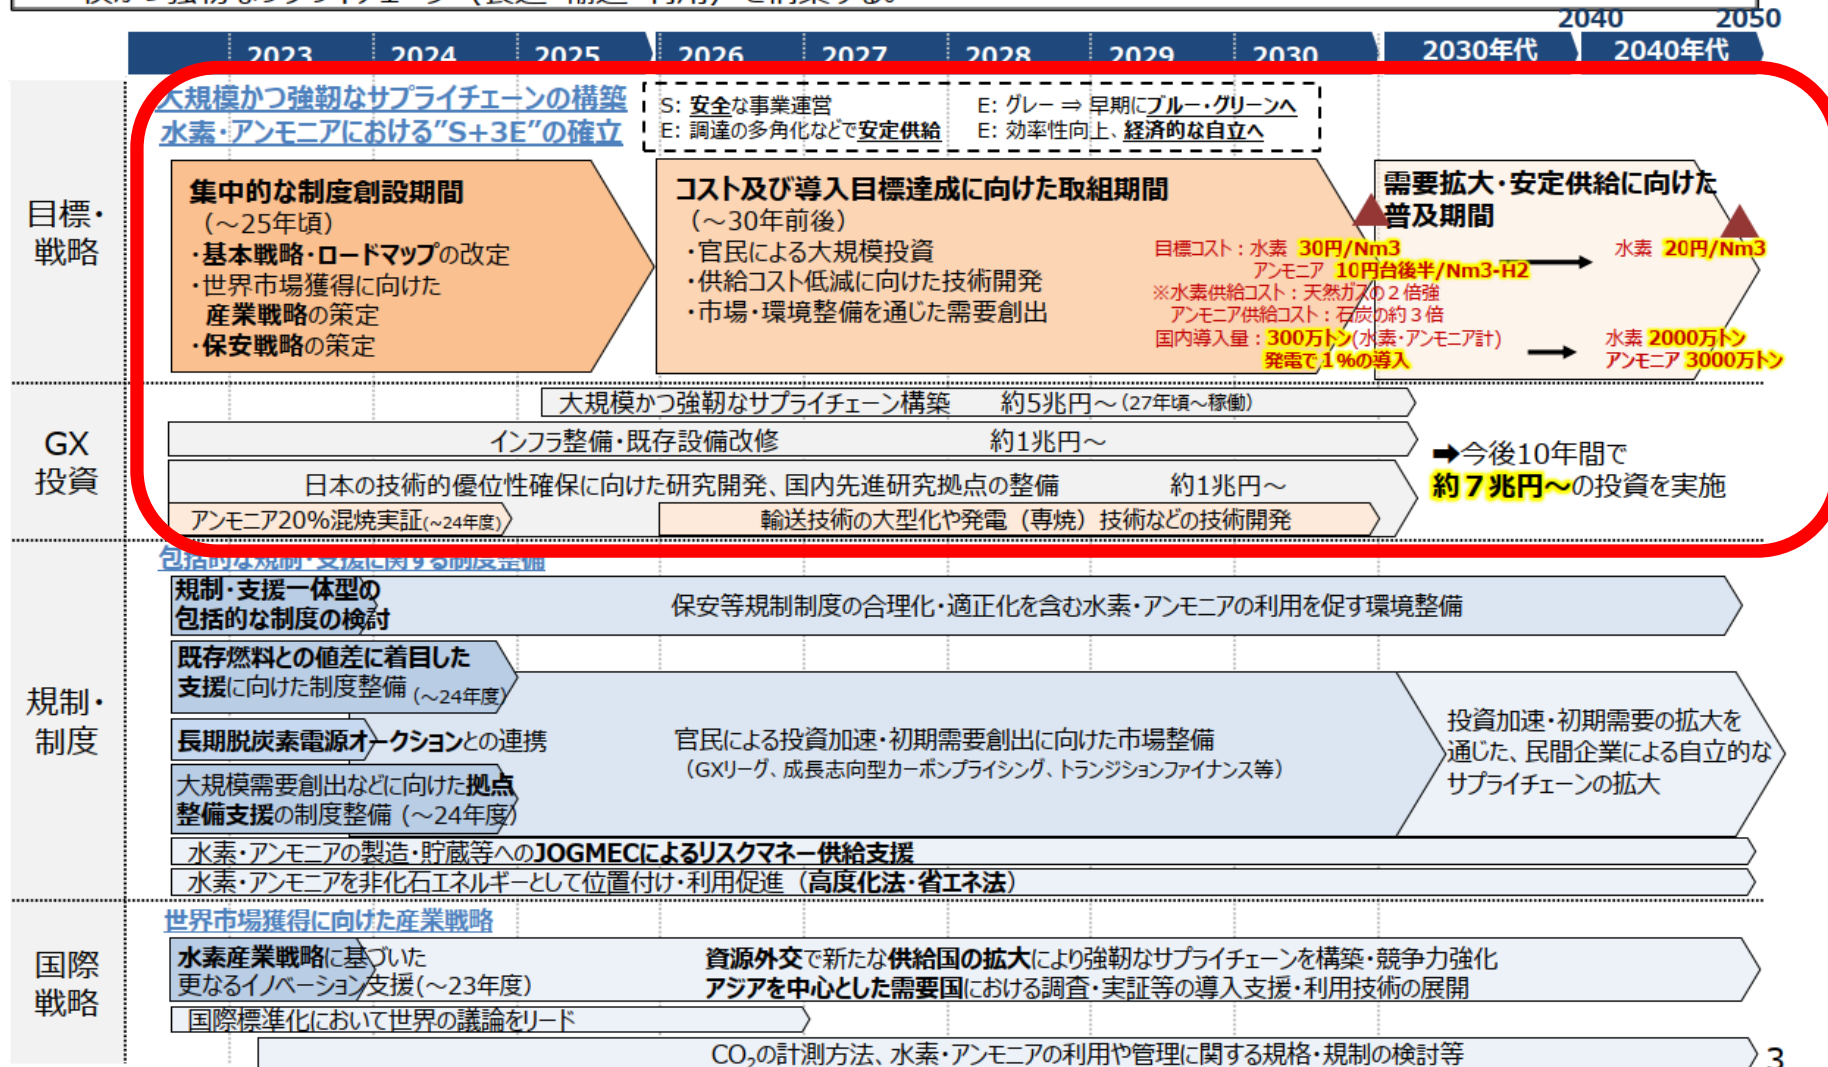 模かつ強靭なサプライチェーン（製造・輸送・利用）を構築する。
2040 2050
2023 2024 2025 2026 2027 2028 2029 2030 2030年代 2040年代
目標・
戦略
大規模かつ強靭なサプライチェーンの構築
水素・アンモニアにおける”S+3E”の確立
S: 安全な事業運営 E: グレー ⇒ 早期にブルー・グリーンへ
E: 調達の多角化などで安定供給 E: 効率性向上、経済的な自立へ
集中的な制度創設期間
（～25年頃）
・基本戦略・ロードマップの改定
・世界市場獲得に向けた
産業戦略の策定
・保安戦略の策定
コスト及び導入目標達成に向けた取組期間
（～30年前後）
・官民による大規模投資
・供給コスト低減に向けた技術開発
・市場・環境整備を通じた需要創出
目標コスト：水素 30円/Nm3
アンモニア 10円台後半/Nm3-H2
※水素供給コスト：天然ガスの２倍強
アンモニア供給コスト：石炭の約３倍
国内導入量：300万トン(水素・アンモニア計)
発電で１%の導入
需要拡大・安定供給に向けた
普及期間
水素 20円/Nm3
水素 2000万トン
アンモニア 3000万トン
GX
投資
大規模かつ強靭なサプライチェーン構築 約5兆円～（27年頃～稼働）
インフラ整備・既存設備改修 約1兆円～
日本の技術的優位性確保に向けた研究開発、国内先進研究拠点の整備 約1兆円～
アンモニア20%混焼実証(～24年度)
輸送技術の大型化や発電（専焼）技術などの技術開発
➡今後10年間で
約７兆円～の投資を実施
規制・
制度
包括的な規制・支援に関する制度整備
規制・支援一体型の
包括的な制度の検討
保安等規制制度の合理化・適正化を含む水素・アンモニアの利用を促す環境整備
既存燃料との値差に着目した
支援に向けた制度整備（～24年度）
長期脱炭素電源オークションとの連携
大規模需要創出などに向けた拠点
整備支援の制度整備（～24年度）
官民による投資加速・初期需要創出に向けた市場整備
（GXリーグ、成長志向型カーボンプライシング、トランジションファイナンス等）
投資加速・初期需要の拡大を
通じた、民間企業による自立的な
サプライチェーンの拡大
水素・アンモニアの製造・貯蔵等へのJOGMECによるリスクマネー供給支援
水素・アンモニアを非化石エネルギーとして位置付け・利用促進（高度化法・省エネ法）
国際
戦略
世界市場獲得に向けた産業戦略
水素産業戦略に基づいた
更なるイノベーション支援(～23年度）
資源外交で新たな供給国の拡大により強靭なサプライチェーンを構築・競争力強化
アジアを中心とした需要国における調査・実証等の導入支援・利用技術の展開
国際標準化において世界の議論をリード
CO₂の計測方法、水素・アンモニアの利用や管理に関する規格・規制の検討等
3